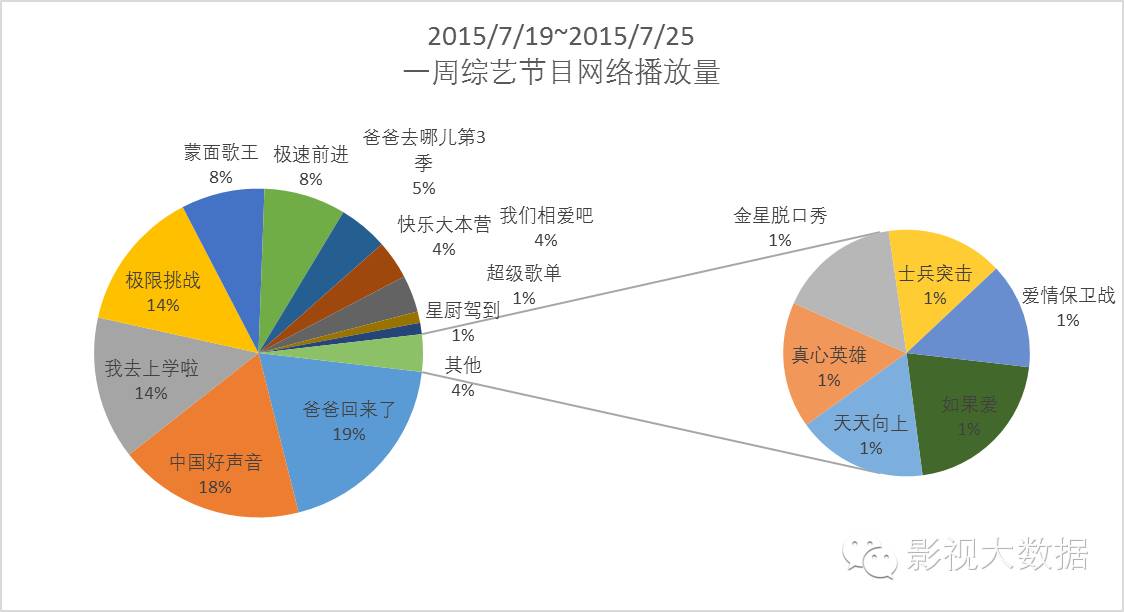 2015/7/19~2015/7/25
一周综艺节目网络播放量
蒙面歌王
8%
极速前进
8%
爸爸去哪儿第3
季
5%
快乐大本营
4%
我们相爱吧
4%
超级歌单
1%
星厨驾到
1%
其他
4%
极限挑战
14%
我去上学啦
14%
中国好声音
18%
爸爸回来了
19%
金星脱口秀
1%
士兵突击
1%
爱情保卫战
1%
真心英雄
1%
天天向上
1%
如果爱
1%
影视大数据